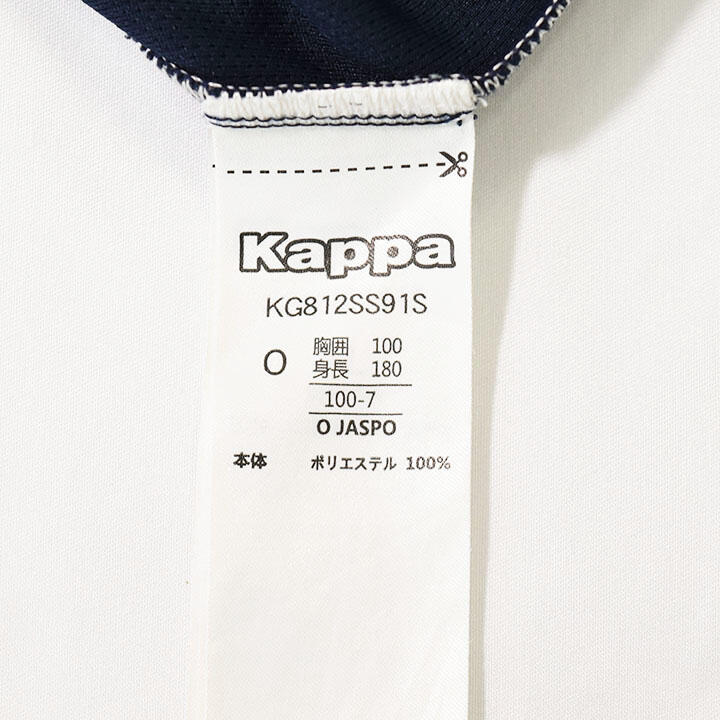 Kappa
KG812SS91S
O 胸囲 100
身長 180
100-7
O JASPO
本体 ポリエステル 100%